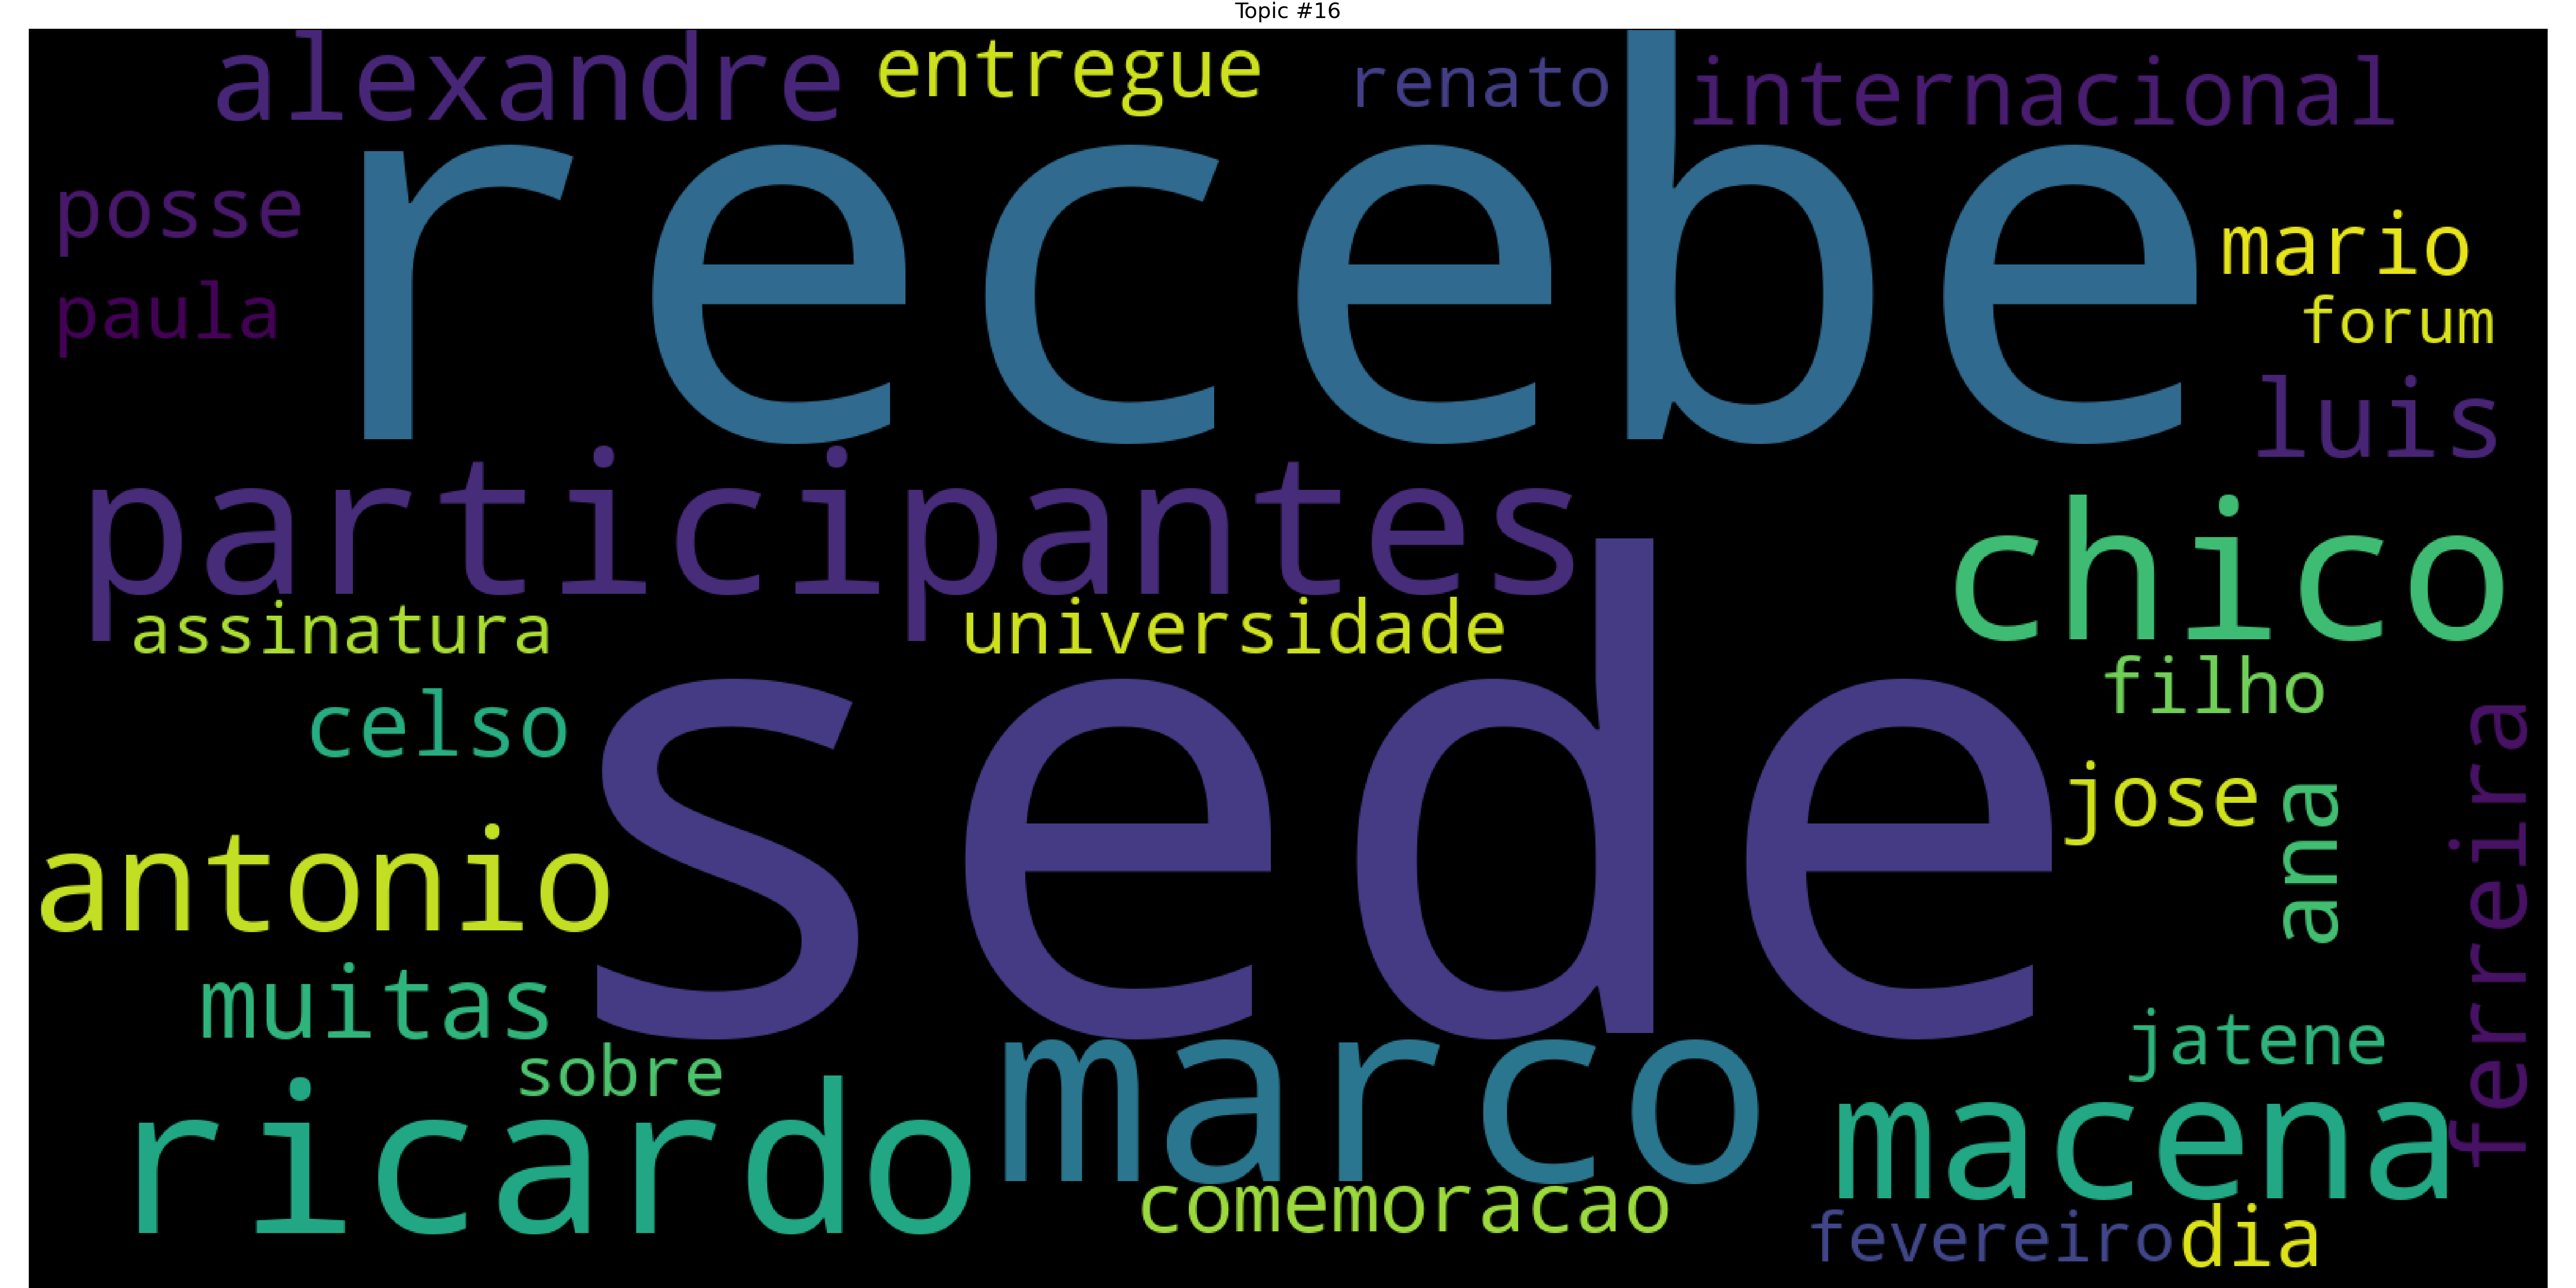 Topic #16
alexandre
entregue
renato
internacional
recebe
posse
paula
mario
forum
luis
participantes
chico
assinatura
universidade
sede
filho
celso
jose
ana
ferreira
antonio
muitas
sobre
jatene
marco
ricardo
macena
comemoracao
fevereiro
dia